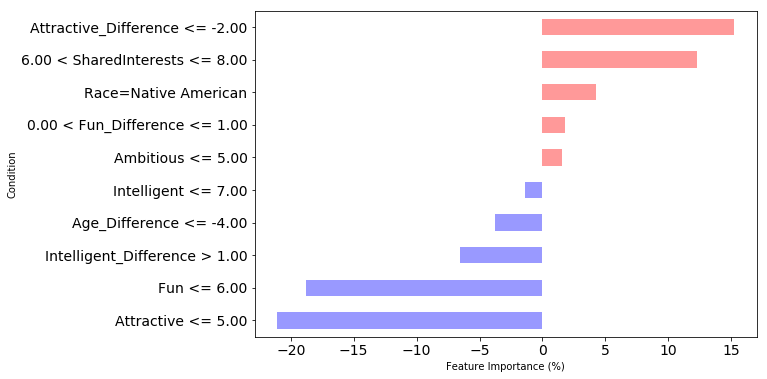 Attractive_Difference <= -2.00
6.00 < SharedInterests <= 8.00
Race=Native American
0.00 < Fun_Difference <= 1.00
Ambitious <= 5.00
Intelligent <= 7.00
Age_Difference <= -4.00
Intelligent_Difference > 1.00
Fun <= 6.00
Attractive <= 5.00
Condition
−20 −15 −10 −5 0 5 10 15
Feature Importance (%)